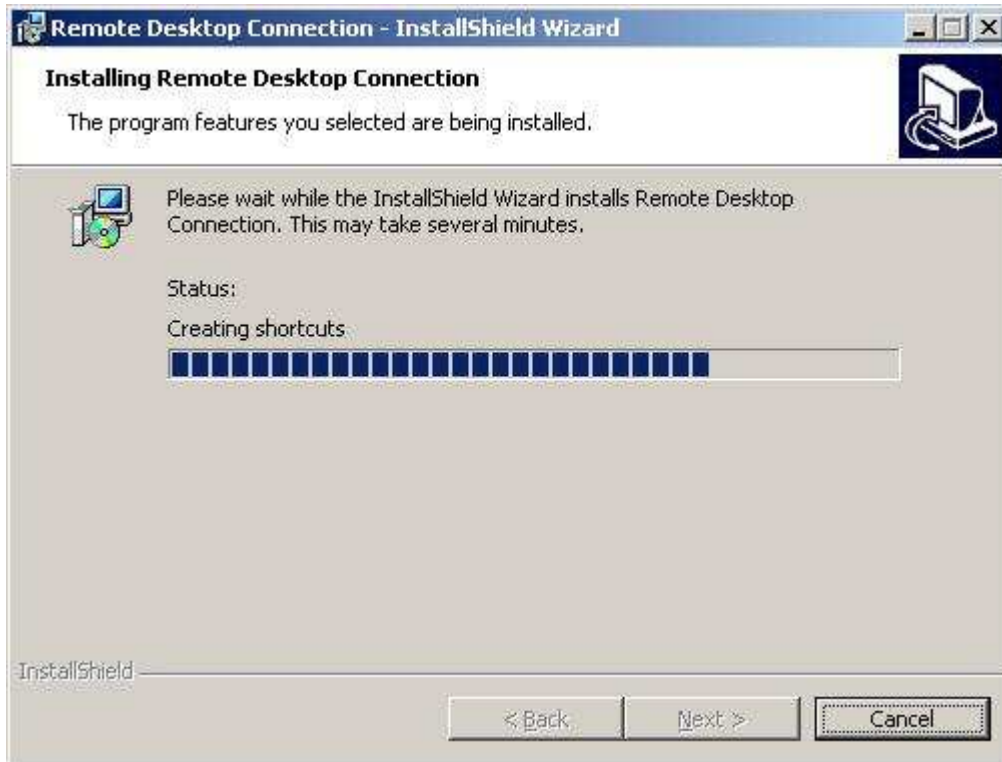 Remote Desktop Connection - InstallShield Wizard
Installing Remote Desktop Connection
The program features you selected are being installed.
Please wait while the InstallShield Wizard installs Remote Desktop
Connection. This may take several minutes.
Status:
Creating shortcuts
InstallShield
< Back
Next >
Cancel